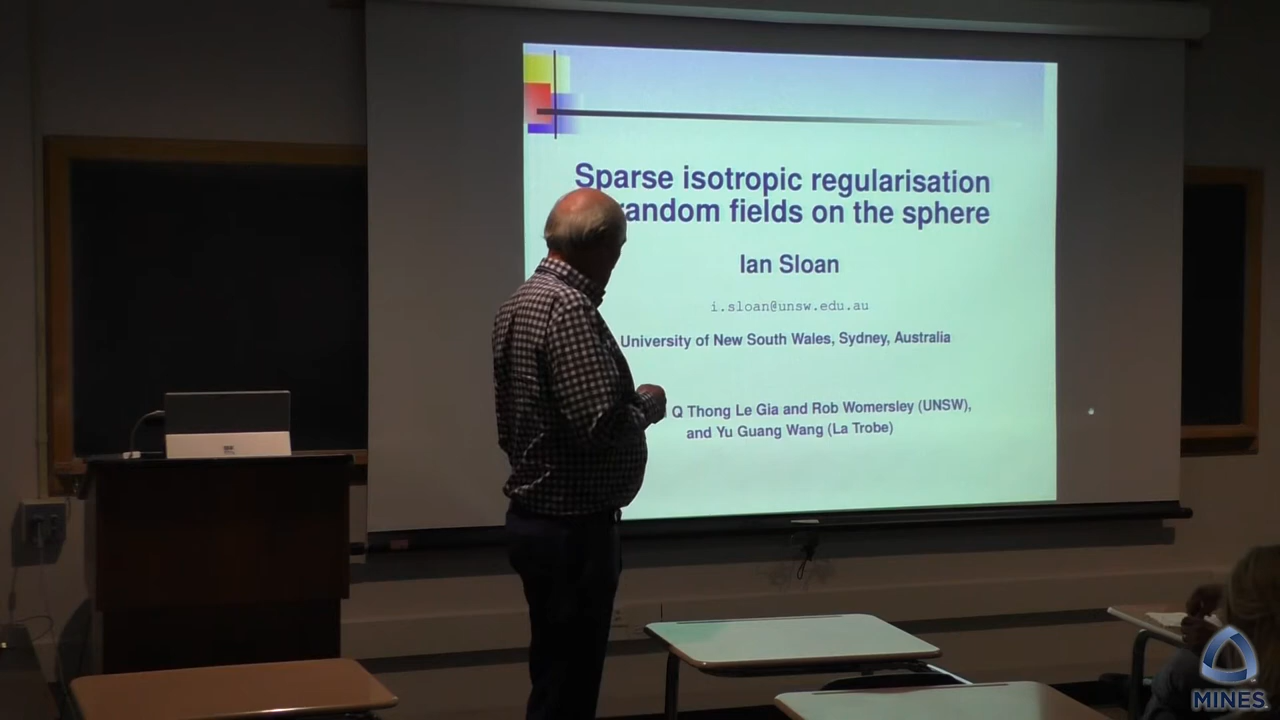 Sparse isotropic regularisation
random fields on the sphere
Ian Sloan
i.sloan@unsw.edu.au
University of New South Wales, Sydney, Australia
Q Thong Le Gia and Rob Womersley (UNSW),
and Yu Guang Wang (La Trobe)
MINES